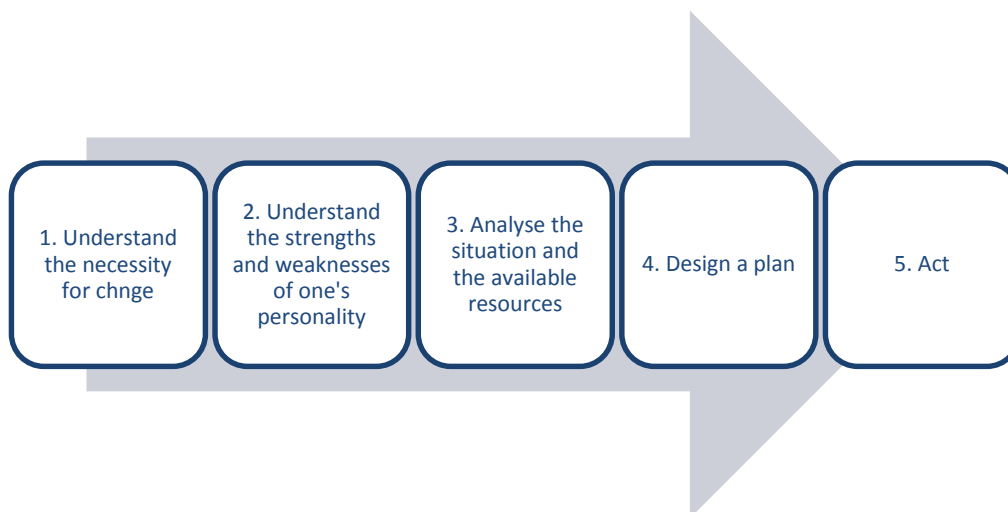 1. Understand
the necessity
for chnge
2. Understand
the strengths
and weaknesses
of one's
personality
3. Analyse the
situation and
the available
resources
4. Design a plan
5. Act